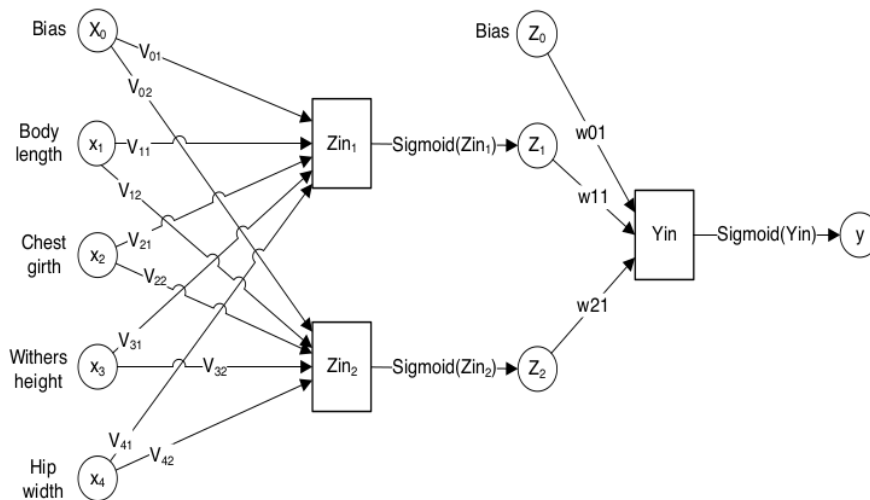 Bias
X₀
V₀₁
V₀₂
Body
length
x₁
V₁₁
V₁₂
Chest
girth
x₂
V₂₁
V₂₂
Withers
height
x₃
V₃₁
V₃₂
Hip
width
x₄
V₄₁
V₄₂
Zin₁
Sigmoid(Zin₁)
Zin₂
Sigmoid(Zin₂)
Bias
Z₀
Z₁
Z₂
w01
w11
w21
Yin
Sigmoid(Yin)
y